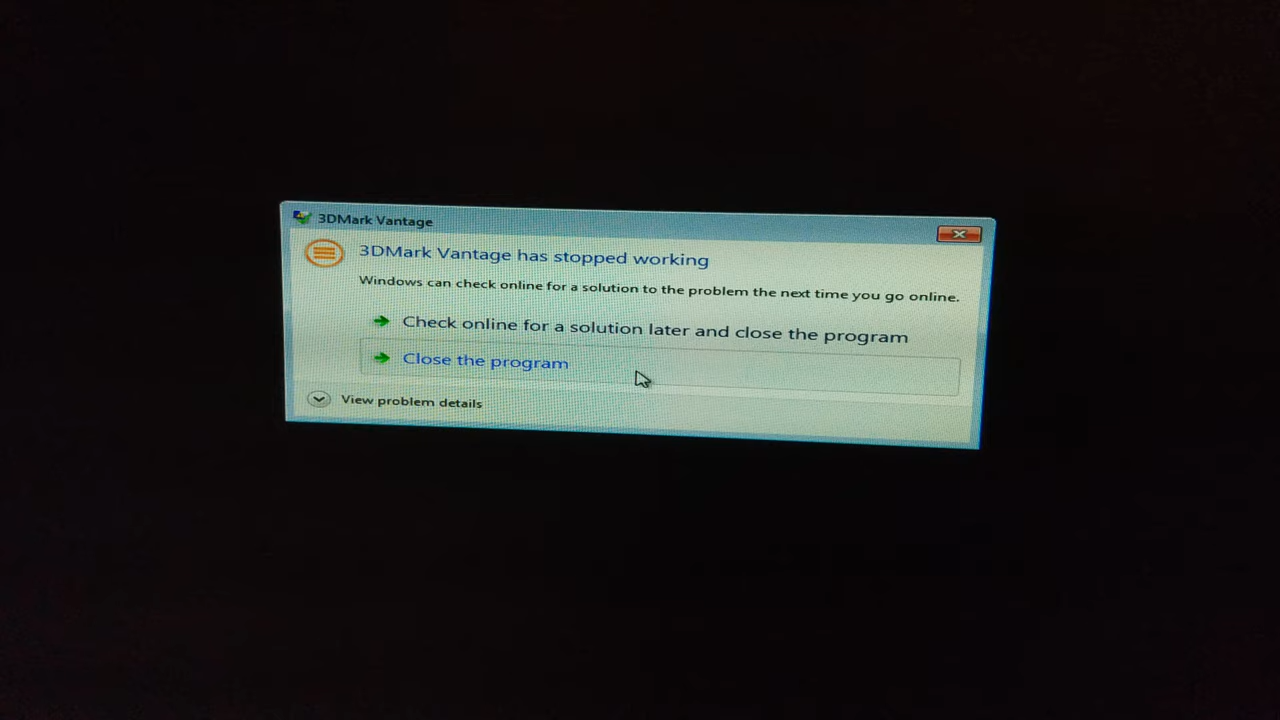 3DMark Vantage
3DMark Vantage has stopped working
Windows can check online for a solution to the problem the next time you go online.
Check online for a solution later and close the program
Close the program
View problem details